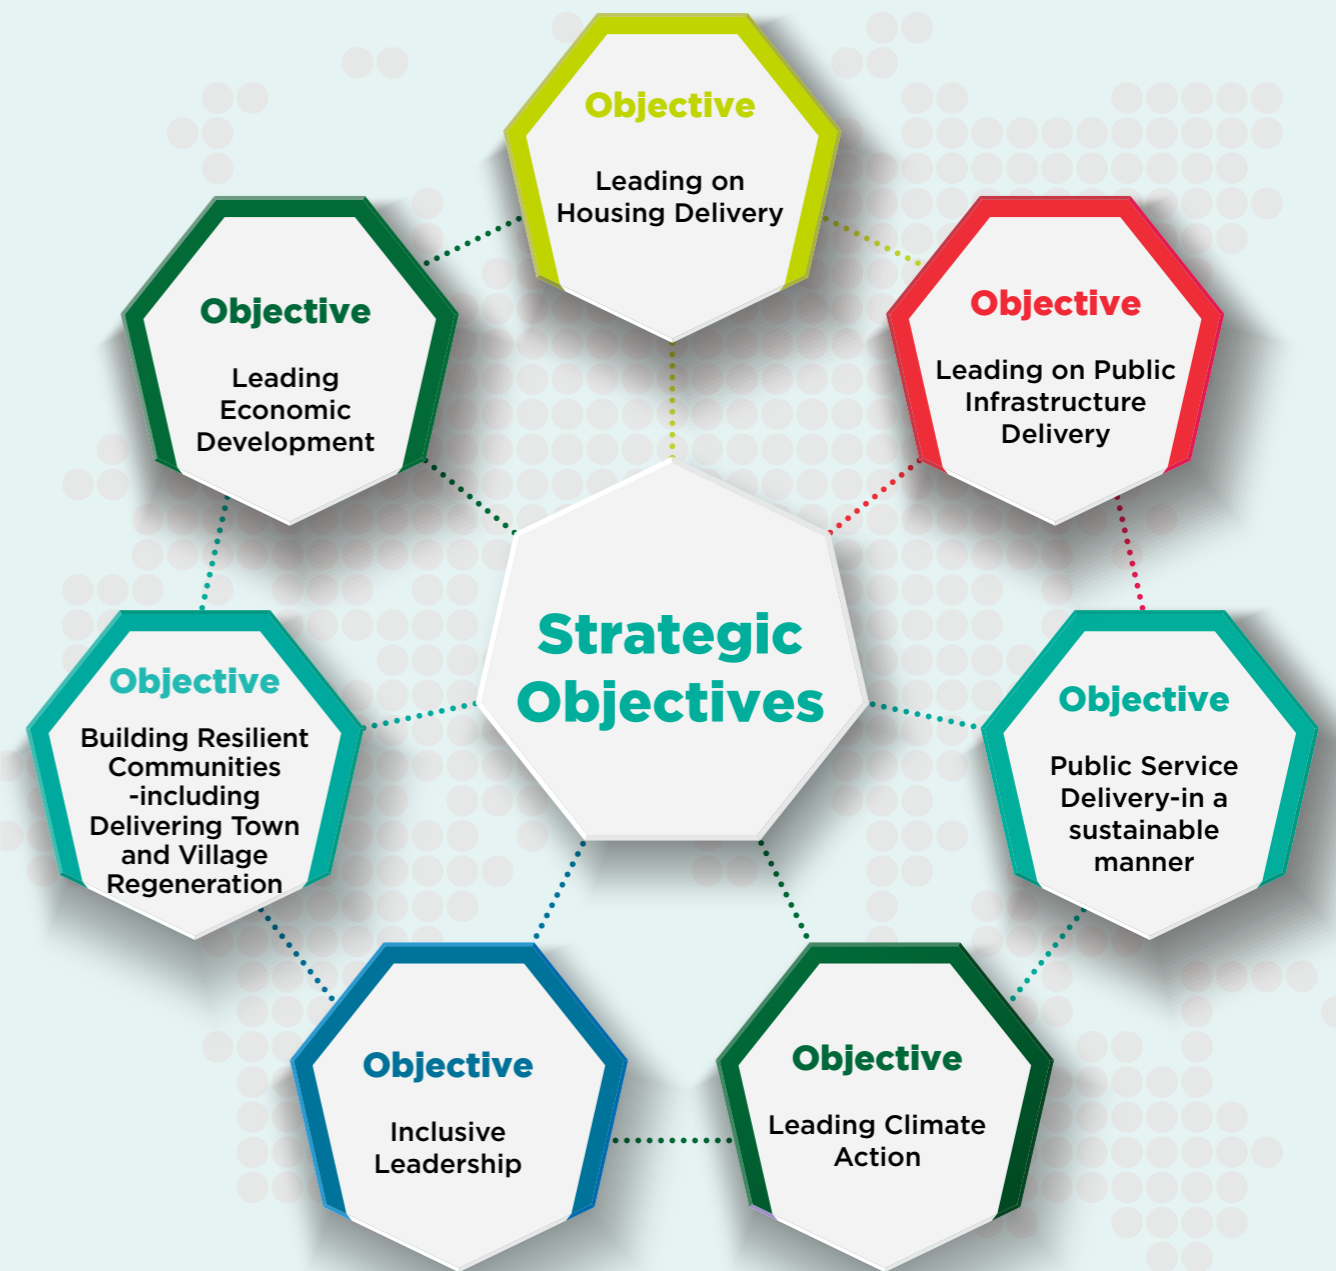 Objective
Leading on
Housing Delivery
Objective
Leading on Public
Infrastructure
Delivery
Objective
Public Service
Delivery-in a
sustainable
manner
Objective
Leading Climate
Action
Objective
Inclusive
Leadership
Objective
Building Resilient
Communities
-including
Delivering Town
and Village
Regeneration
Objective
Leading
Economic
Development
Strategic
Objectives